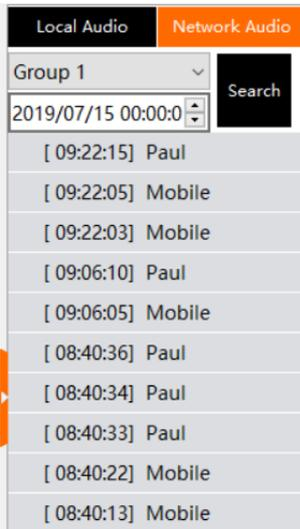 Local Audio Network Audio
Group 1
Search
2019/07/15 00:00:0
[ 09:22:15] Paul
[ 09:22:05] Mobile
[ 09:22:03] Mobile
[ 09:06:10] Paul
[ 09:06:05] Mobile
[ 08:40:36] Paul
[ 08:40:34] Paul
[ 08:40:33] Paul
[ 08:40:22] Mobile
[ 08:40:13] Mobile